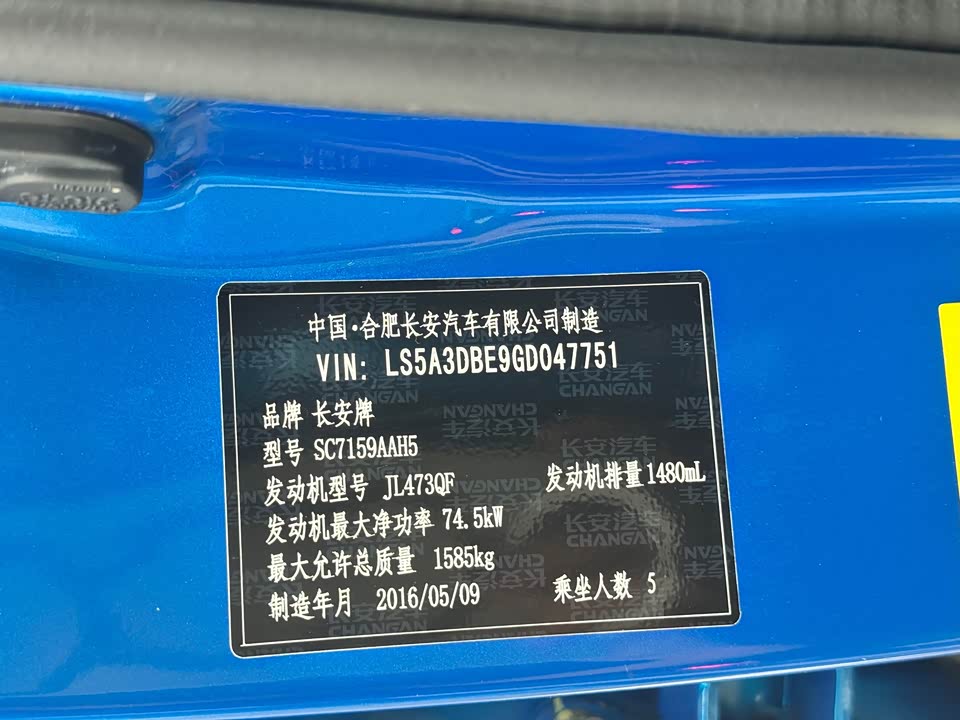 中国·合肥长安汽车有限公司制造
VIN: LS5A3DBE9GD047751
品牌 长安牌
型号 SC7159AAH5
发动机型号 JL473QF 发动机排量 1480mL
发动机最大净功率 74.5kW
最大允许总质量 1585kg
制造年月 2016/05/09 乘坐人数 5